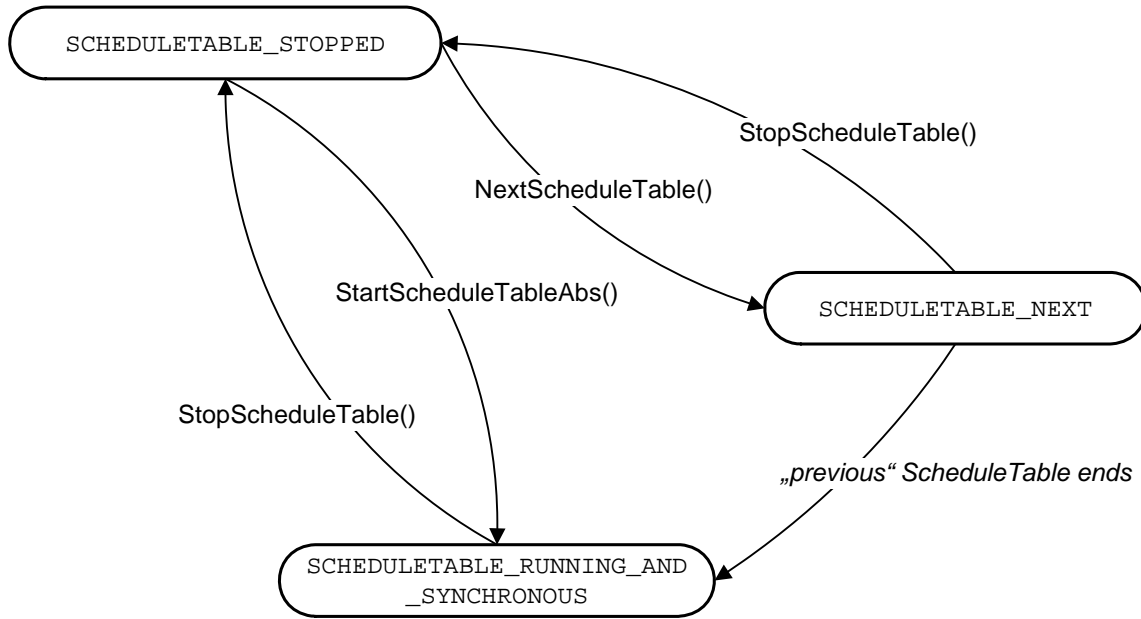 SCHEDULETABLE_STOPPED
StopScheduleTable()
NextScheduleTable()
StartScheduleTableAbs()
SCHEDULETABLE_NEXT
StopScheduleTable()
„previous“ ScheduleTable ends
SCHEDULETABLE_RUNNING_AND
_SYNCHRONOUS